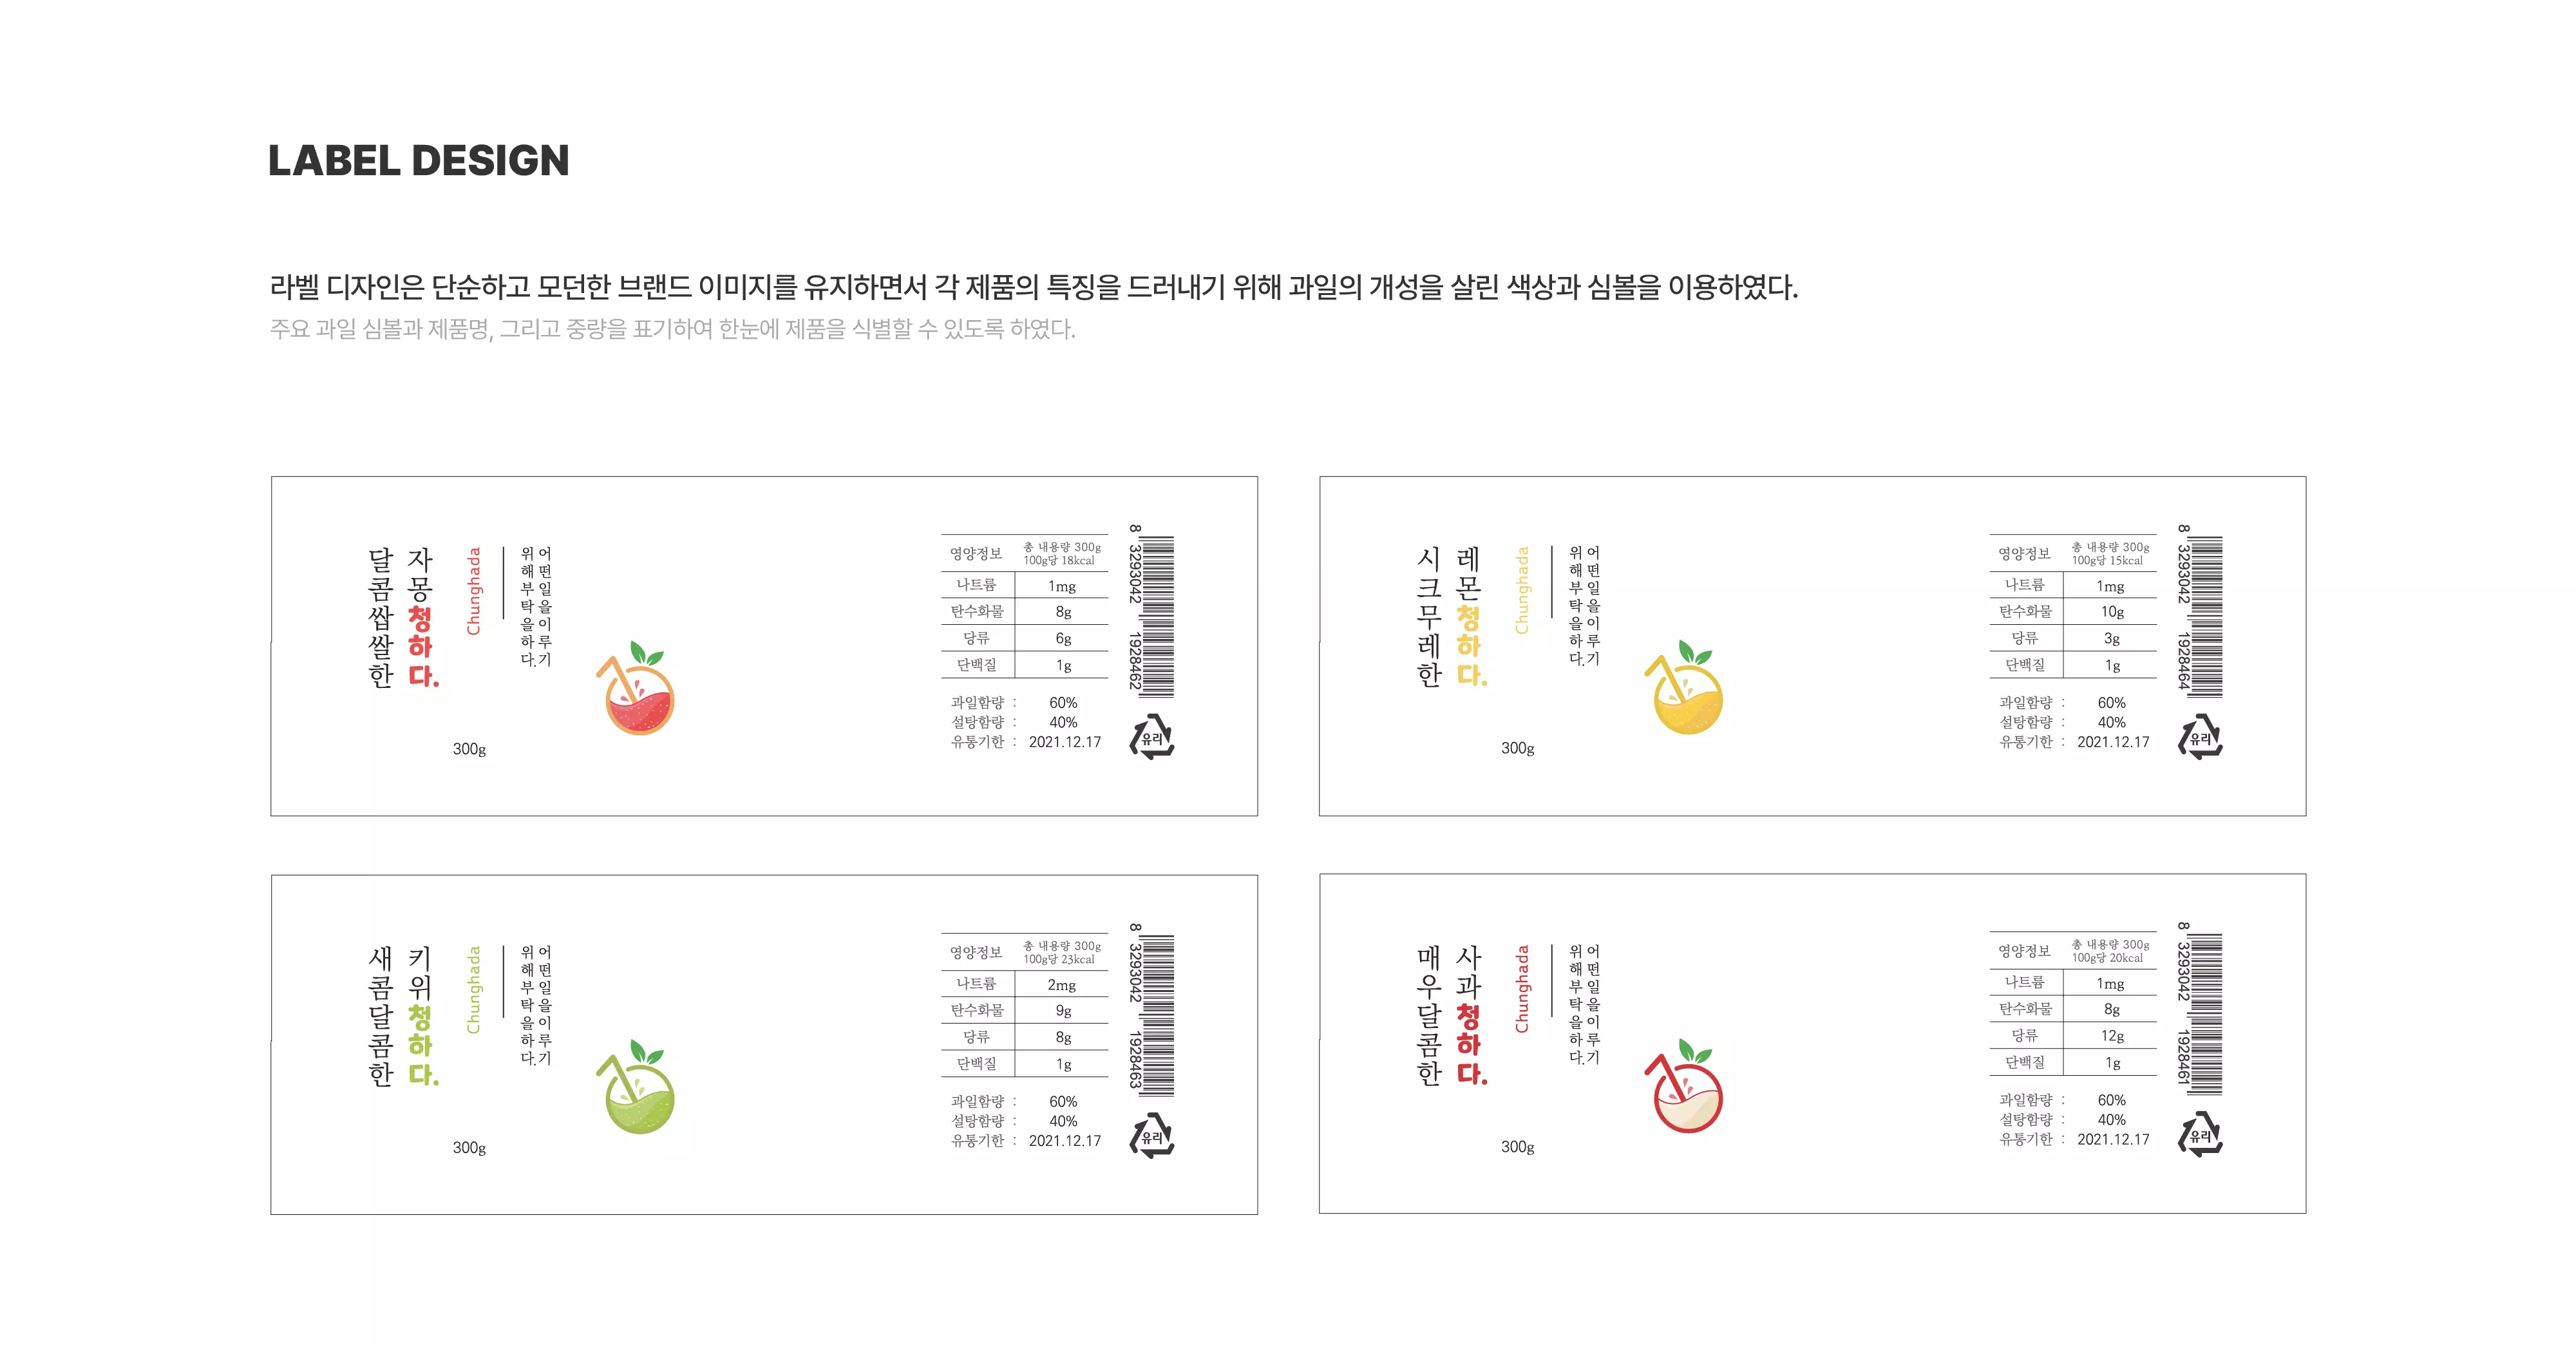 LABEL DESIGN
라벨 디자인은 단순하고 모던한 브랜드 이미지를 유지하면서 각 제품의 특징을 드러내기 위해 과일의 개성을 살린 색상과 심볼을 이용하였다.
주요 과일 심볼과 제품명, 그리고 중량을 표기하여 한눈에 제품을 식별할 수 있도록 하였다.
달콤쌉쌀한
자몽청하다.
Chunghada
어떤일을이루기
위해부탁을하다.
300g
영양정보 총 내용량 300g
100g당 18kcal
나트륨 1mg
탄수화물 8g
당류 6g
단백질 1g
과일함량 : 60%
설탕함량 : 40%
유통기한 : 2021.12.17
8 3293042 1928462
유리
시크무레한
레몬청하다.
Chunghada
어떤일을이루기
위해부탁을하다.
300g
영양정보 총 내용량 300g
100g당 15kcal
나트륨 1mg
탄수화물 10g
당류 3g
단백질 1g
과일함량 : 60%
설탕함량 : 40%
유통기한 : 2021.12.17
8 3293042 1928464
유리
새콤달콤한
키위청하다.
Chunghada
어떤일을이루기
위해부탁을하다.
300g
영양정보 총 내용량 300g
100g당 23kcal
나트륨 2mg
탄수화물 9g
당류 8g
단백질 1g
과일함량 : 60%
설탕함량 : 40%
유통기한 : 2021.12.17
8 3293042 1928463
유리
매우달콤한
사과청하다.
Chunghada
어떤일을이루기
위해부탁을하다.
300g
영양정보 총 내용량 300g
100g당 20kcal
나트륨 1mg
탄수화물 8g
당류 12g
단백질 1g
과일함량 : 60%
설탕함량 : 40%
유통기한 : 2021.12.17
8 3293042 1928461
유리